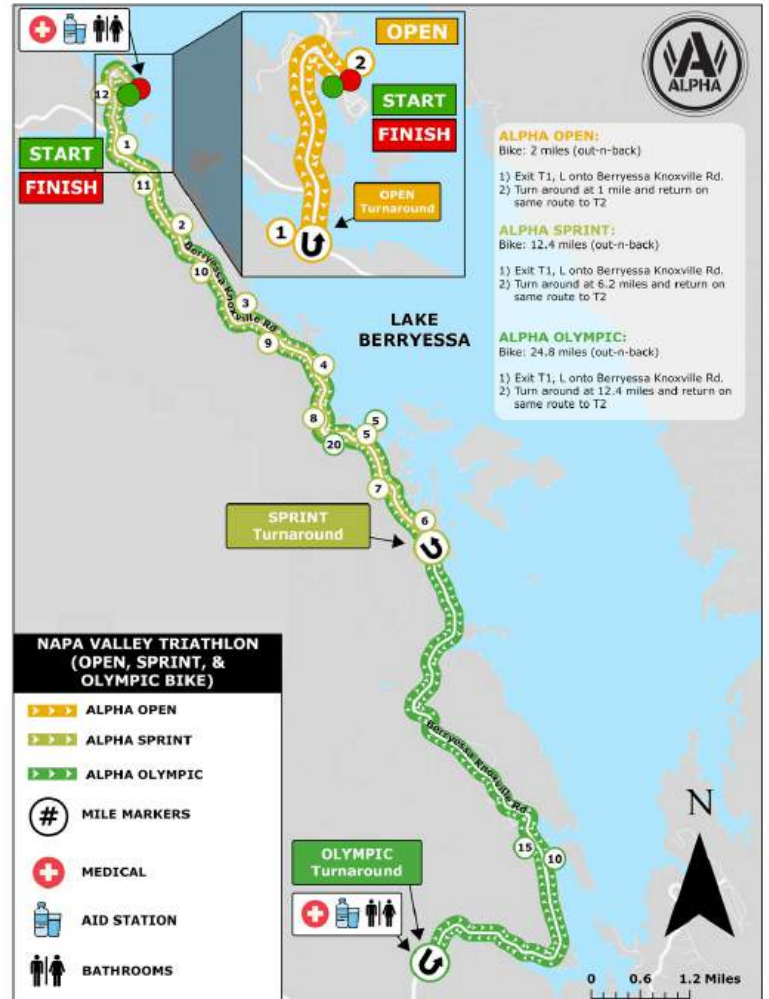 OPEN
2
START
FINISH
OPEN
Turnaround
1
ALPHA
12
START
FINISH
1
11
2
10
Berryessa Knoxville Rd
3
9
4
8
5
20
5
7
6
LAKE
BERRYESSA
ALPHA OPEN:
Bike: 2 miles (out-n-back)
1) Exit T1, L onto Berryessa Knoxville Rd.
2) Turn around at 1 mile and return on
same route to T2
ALPHA SPRINT:
Bike: 12.4 miles (out-n-back)
1) Exit T1, L onto Berryessa Knoxville Rd.
2) Turn around at 6.2 miles and return on
same route to T2
ALPHA OLYMPIC:
Bike: 24.8 miles (out-n-back)
1) Exit T1, L onto Berryessa Knoxville Rd.
2) Turn around at 12.4 miles and return on
same route to T2
SPRINT
Turnaround
Berryessa Knoxville Rd
15
10
OLYMPIC
Turnaround
NAPA VALLEY TRIATHLON
(OPEN, SPRINT, &
OLYMPIC BIKE)
ALPHA OPEN
ALPHA SPRINT
ALPHA OLYMPIC
# MILE MARKERS
MEDICAL
AID STATION
BATHROOMS
N
0 0.6 1.2 Miles